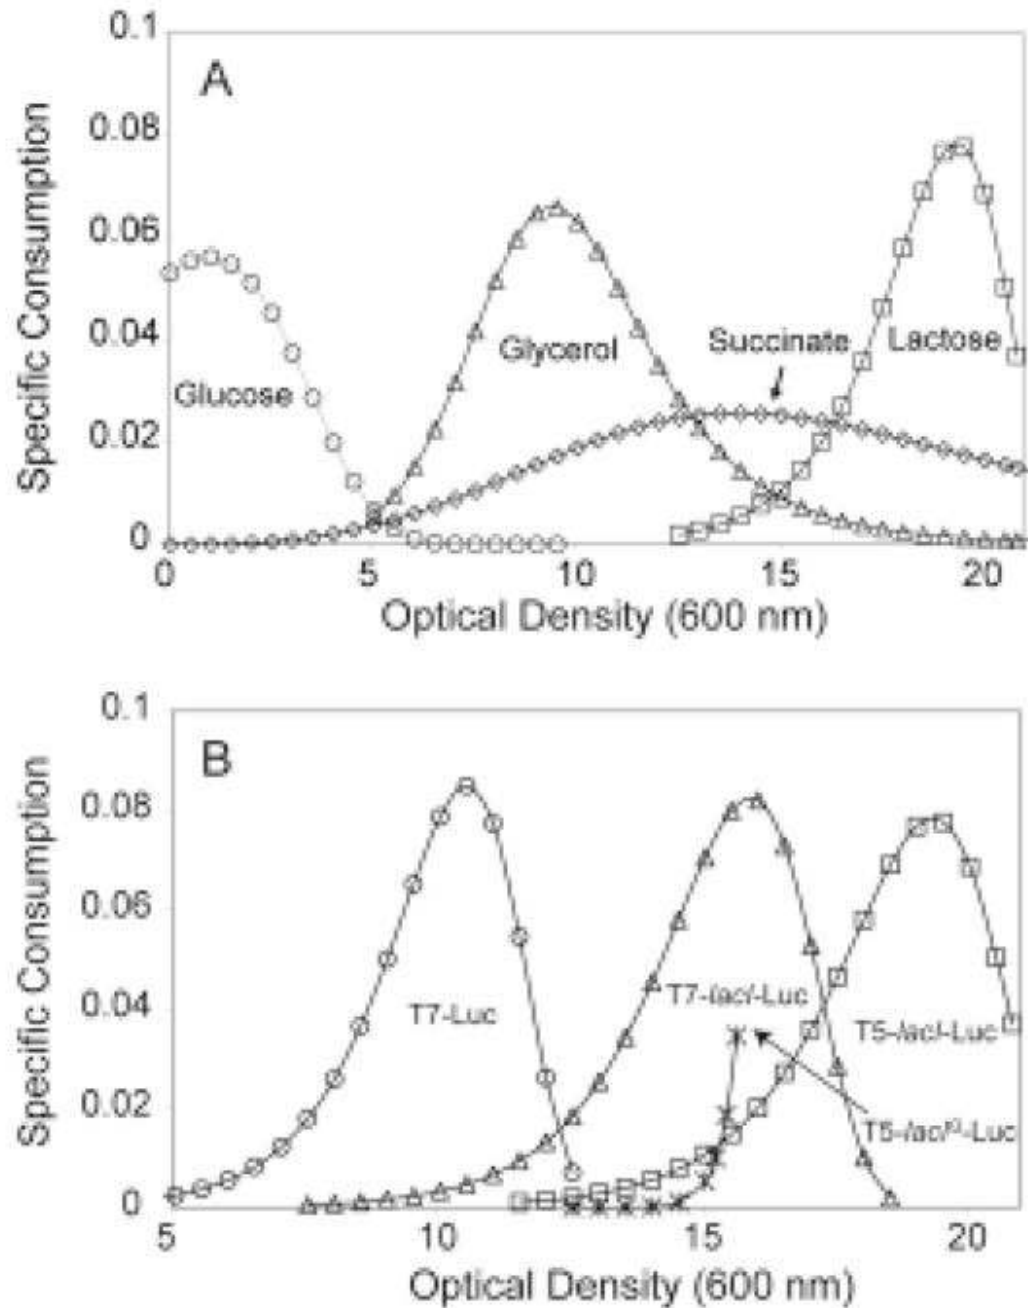 A
Specific Consumption
0.1
0.08
0.06
0.04
0.02
0
Glucose
Glycerol
Succinate
Lactose
0 5 10 15 20
Optical Density (600 nm)
B
Specific Consumption
0.1
0.08
0.06
0.04
0.02
0
T7-Luc
T7-lacI-Luc
T5-lacI-Luc
T5-lacIQ-Luc
5 10 15 20
Optical Density (600 nm)